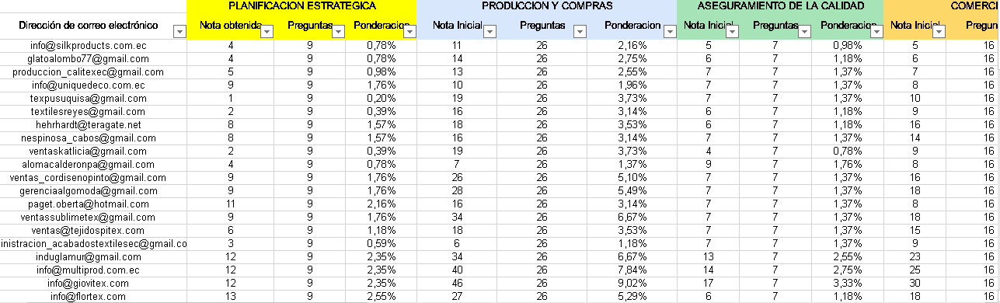 PLANIFICACION ESTRATEGICA PRODUCCION Y COMPRAS ASEGURAMIENTO DE LA CALIDAD COMERCI
Dirección de correo electrónico Nota obtenida Preguntas Ponderacion Nota Inicial Preguntas Ponderacion Nota Inicial Preguntas Ponderacion Nota Inicial Pregun
info@silkproducts.com.ec 4 9 0,78% 11 26 2,16% 5 7 0,98% 5 16
glatoalombo77@gmail.com 4 9 0,78% 14 26 2,75% 6 7 1,18% 6 16
produccion_calitexec@gmail.com 5 9 0,98% 13 26 2,55% 7 7 1,37% 7 16
info@uniquedeco.com.ec 9 9 1,76% 10 26 1,96% 7 7 1,37% 8 16
texpusuquisa@gmail.com 1 9 0,20% 19 26 3,73% 7 7 1,37% 10 16
textilesreyes@gmail.com 2 9 0,39% 16 26 3,14% 6 7 1,18% 9 16
hehrhardt@teragate.net 8 9 1,57% 18 26 3,53% 6 7 1,18% 16 16
nespinosa_cabos@gmail.com 8 9 1,57% 16 26 3,14% 7 7 1,37% 14 16
ventaskatlicia@gmail.com 2 9 0,39% 19 26 3,73% 4 7 0,78% 9 16
alomacalderonpa@gmail.com 4 9 0,78% 7 26 1,37% 9 7 1,76% 8 16
ventas_cordisenopinto@gmail.com 9 9 1,76% 26 26 5,10% 7 7 1,37% 16 16
gerenciaalgomoda@gmail.com 9 9 1,76% 28 26 5,49% 7 7 1,37% 18 16
paget.oberta@hotmail.com 11 9 2,16% 16 26 3,14% 7 7 1,37% 8 16
ventassublimetex@gmail.com 9 9 1,76% 34 26 6,67% 7 7 1,37% 18 16
ventas@tejidospitex.com 6 9 1,18% 18 26 3,53% 7 7 1,37% 15 16
inistracion_acabadostextilesec@gmail.co 3 9 0,59% 6 26 1,18% 7 7 1,37% 9 16
induglamur@gmail.com 12 9 2,35% 34 26 6,67% 13 7 2,55% 23 16
info@multiprod.com.ec 12 9 2,35% 40 26 7,84% 14 7 2,75% 25 16
info@giovitex.com 12 9 2,35% 46 26 9,02% 17 7 3,33% 30 16
info@flortex.com 13 9 2,55% 27 26 5,29% 6 7 1,18% 18 16